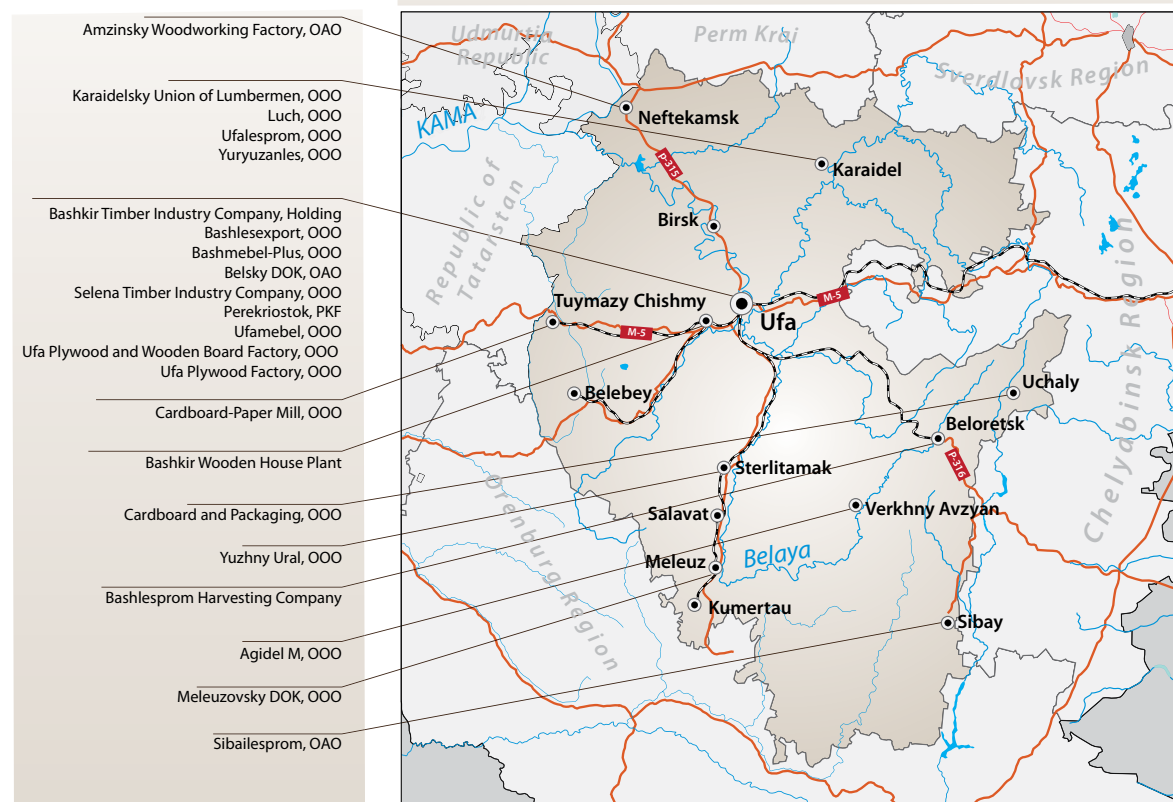 Amzinsky Woodworking Factory, OAO
Karaidelsky Union of Lumbermen, OOO
Luch, OOO
Ufalesprom, OOO
Yuryuzanles, OOO
Bashkir Timber Industry Company, Holding
Bashlesexport, OOO
Bashmebel-Plus, OOO
Belsky DOK, OAO
Selena Timber Industry Company, OOO
Perekriostok, PKF
Ufamebel, OOO
Ufa Plywood and Wooden Board Factory, OOO
Ufa Plywood Factory, OOO
Cardboard-Paper Mill, OOO
Bashkir Wooden House Plant
Cardboard and Packaging, OOO
Yuzhny Ural, OOO
Bashlesprom Harvesting Company
Agidel M, OOO
Meleuzovsky DOK, OOO
Sibailesprom, OAO
Udmurtia
Republic
Perm Kraj
Sverdlovsk Region
KAMA
Neftekamsk
P-315
Karaidel
Republic of
Tatarstan
Birsk
Chelyabinsk Region
Tuymazy Chishmy
M-5
Ufa
M-5
Belebey
Uchaly
Beloretsk
P-316
Sterlitamak
Orenburg Region
Salavat
Verkhny Avzyan
Meleuz
Belaya
Kumertau
Sibay